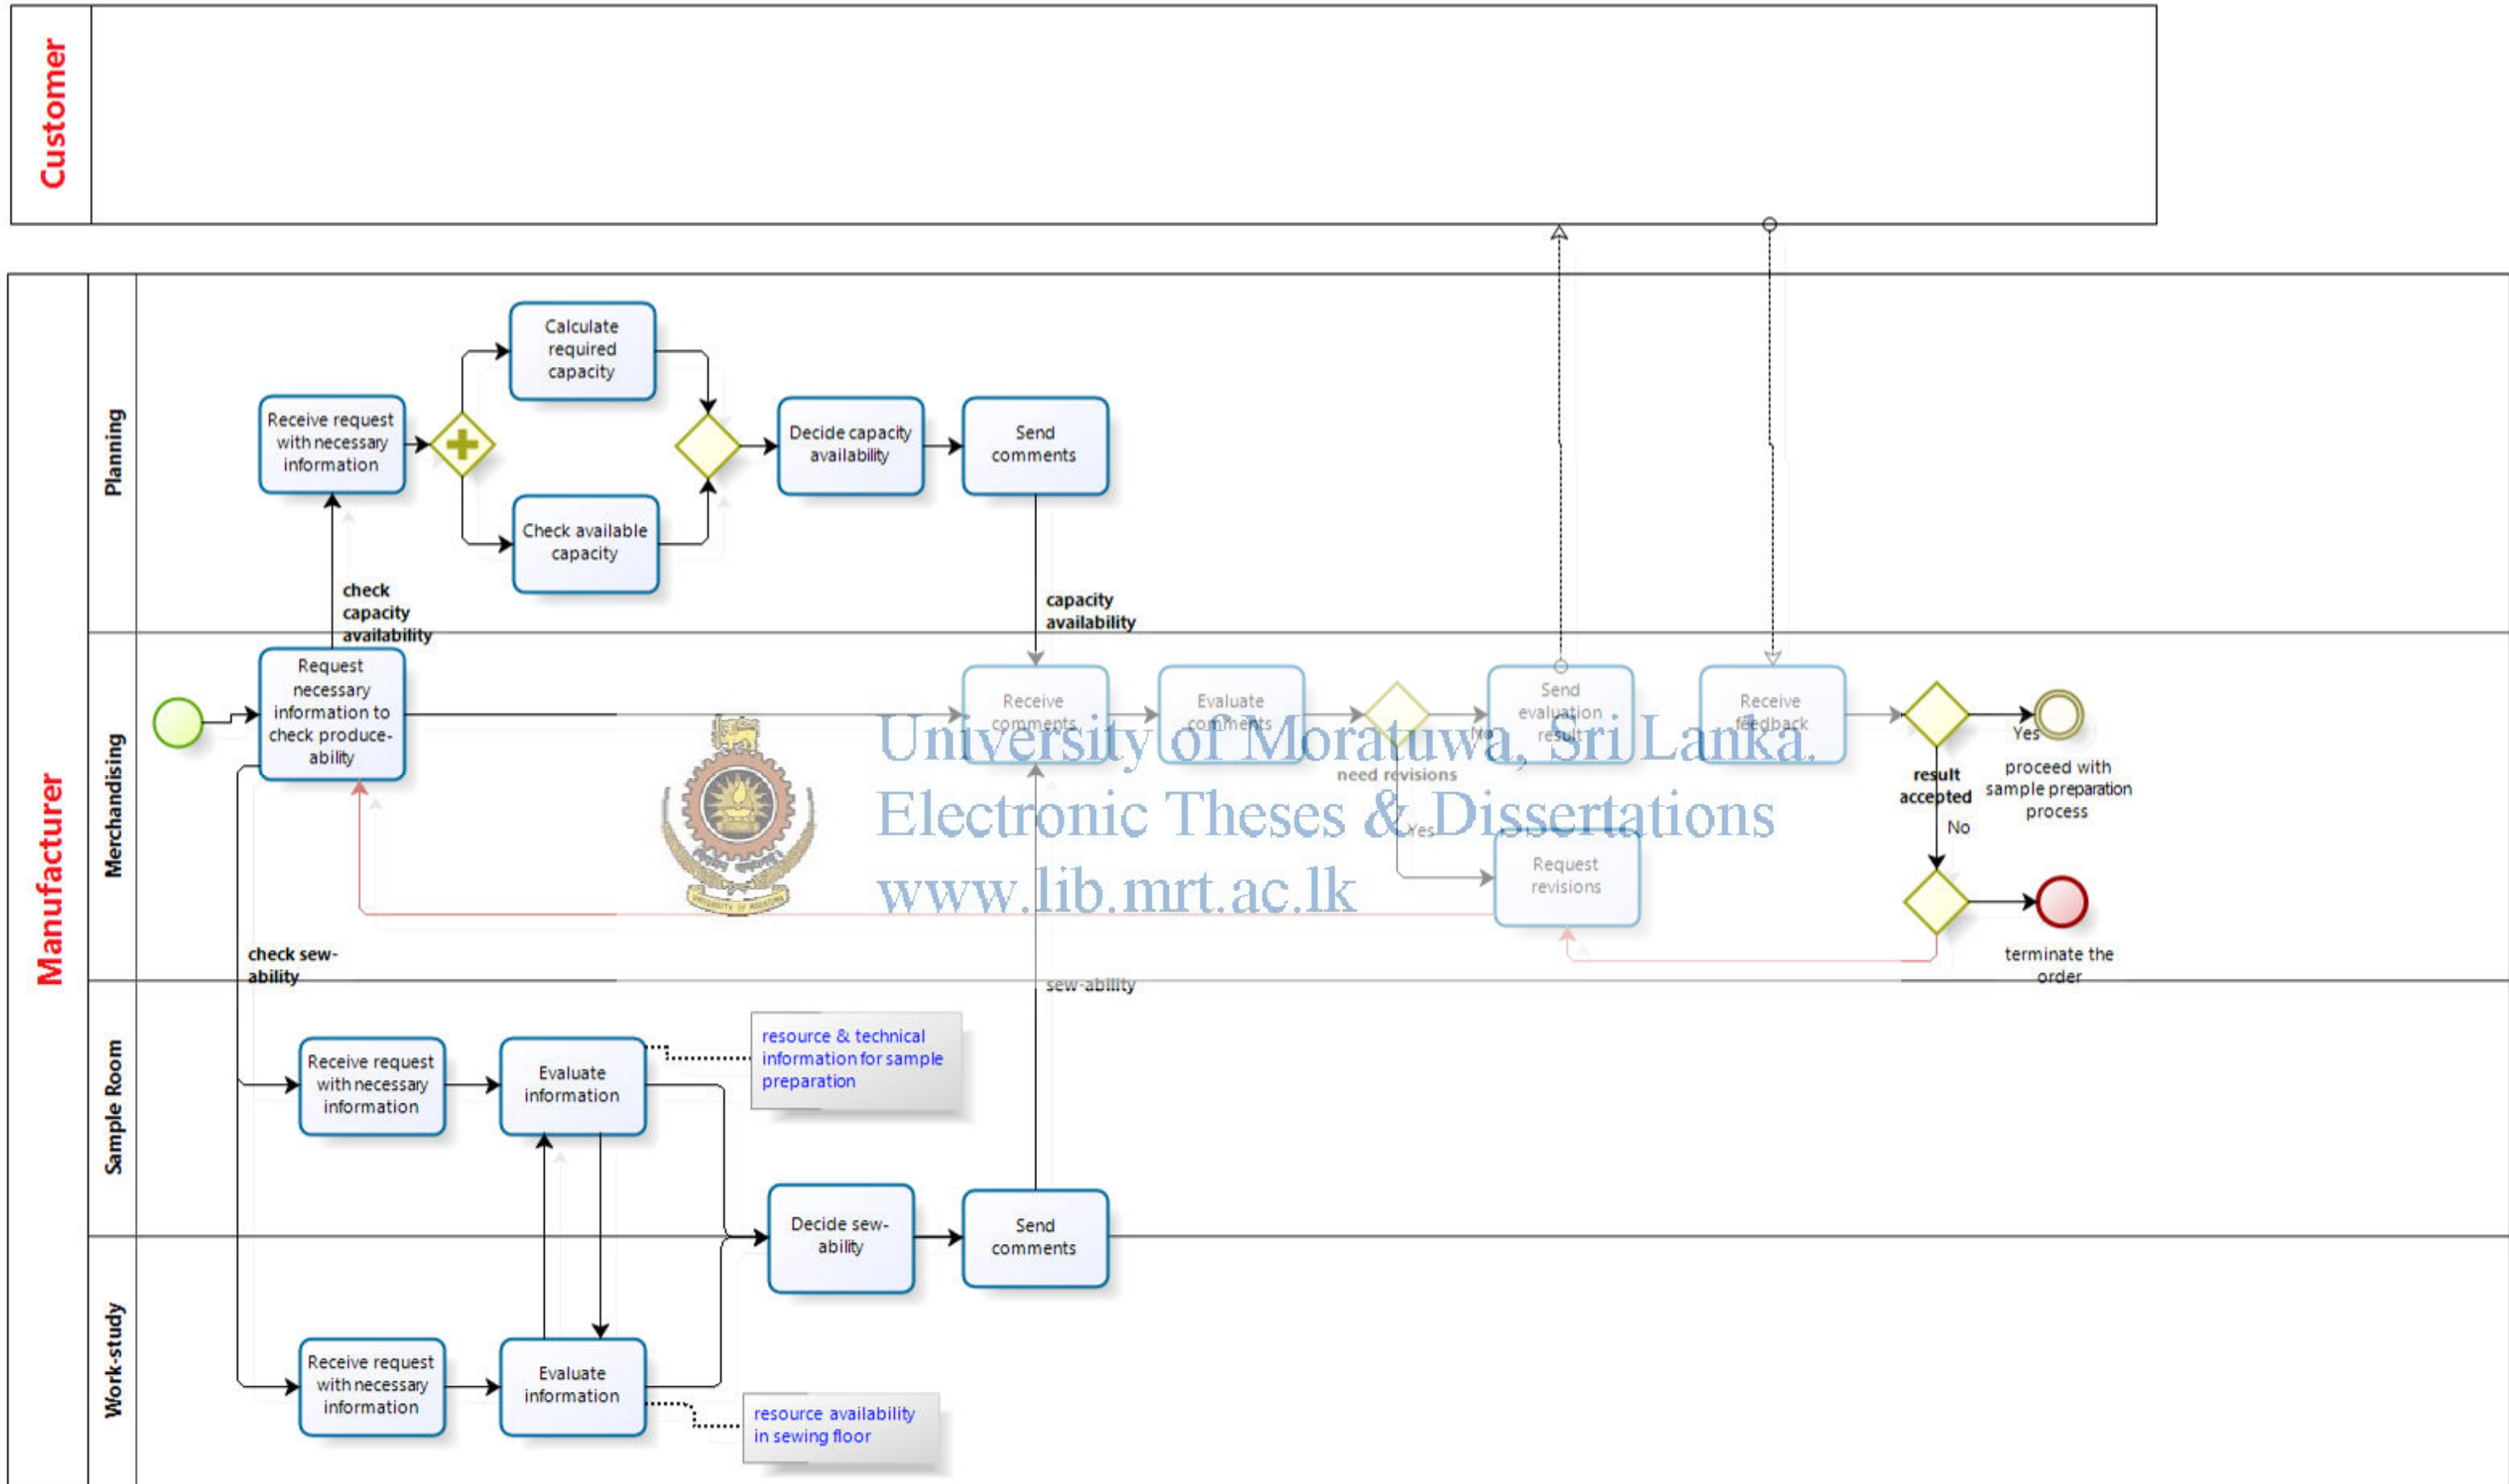 Customer
Manufacturer
Planning
Calculate
required
capacity
Receive request
with necessary
information
Check available
capacity
Decide capacity
availability
Send
comments
check
capacity
availability
capacity
availability
Merchandising
Request
necessary
information to
check produce-
ability
Receive
comments
Evaluate
comments
No
need revisions
Yes
Send
evaluation
result
Request
revisions
Receive
feedback
Yes
result
accepted
No
proceed with
sample preparation
process
terminate the
order
University of Moratuwa, Sri Lanka.
Electronic Theses & Dissertations
www.lib.mrt.ac.lk
UNIVERSITY OF MORATUWA
check sew-
ability
sew-ability
Sample Room
Receive request
with necessary
information
Evaluate
information
resource & technical
information for sample
preparation
Decide sew-
ability
Send
comments
Work-study
Receive request
with necessary
information
Evaluate
information
resource availability
in sewing floor